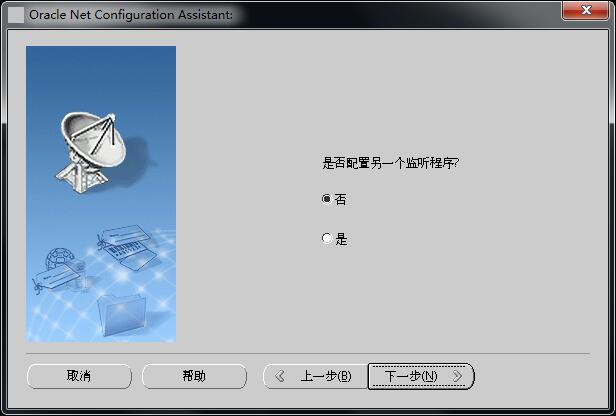 Oracle Net Configuration Assistant:
是否配置另一个监听程序?
否
是
取消
帮助
上一步(B)
下一步(N)